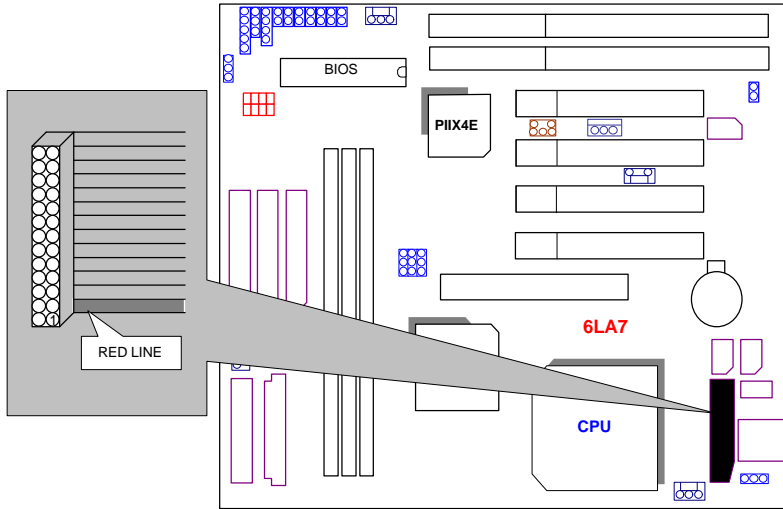 BIOS
PIIX4E
1
RED LINE
6LA7
CPU